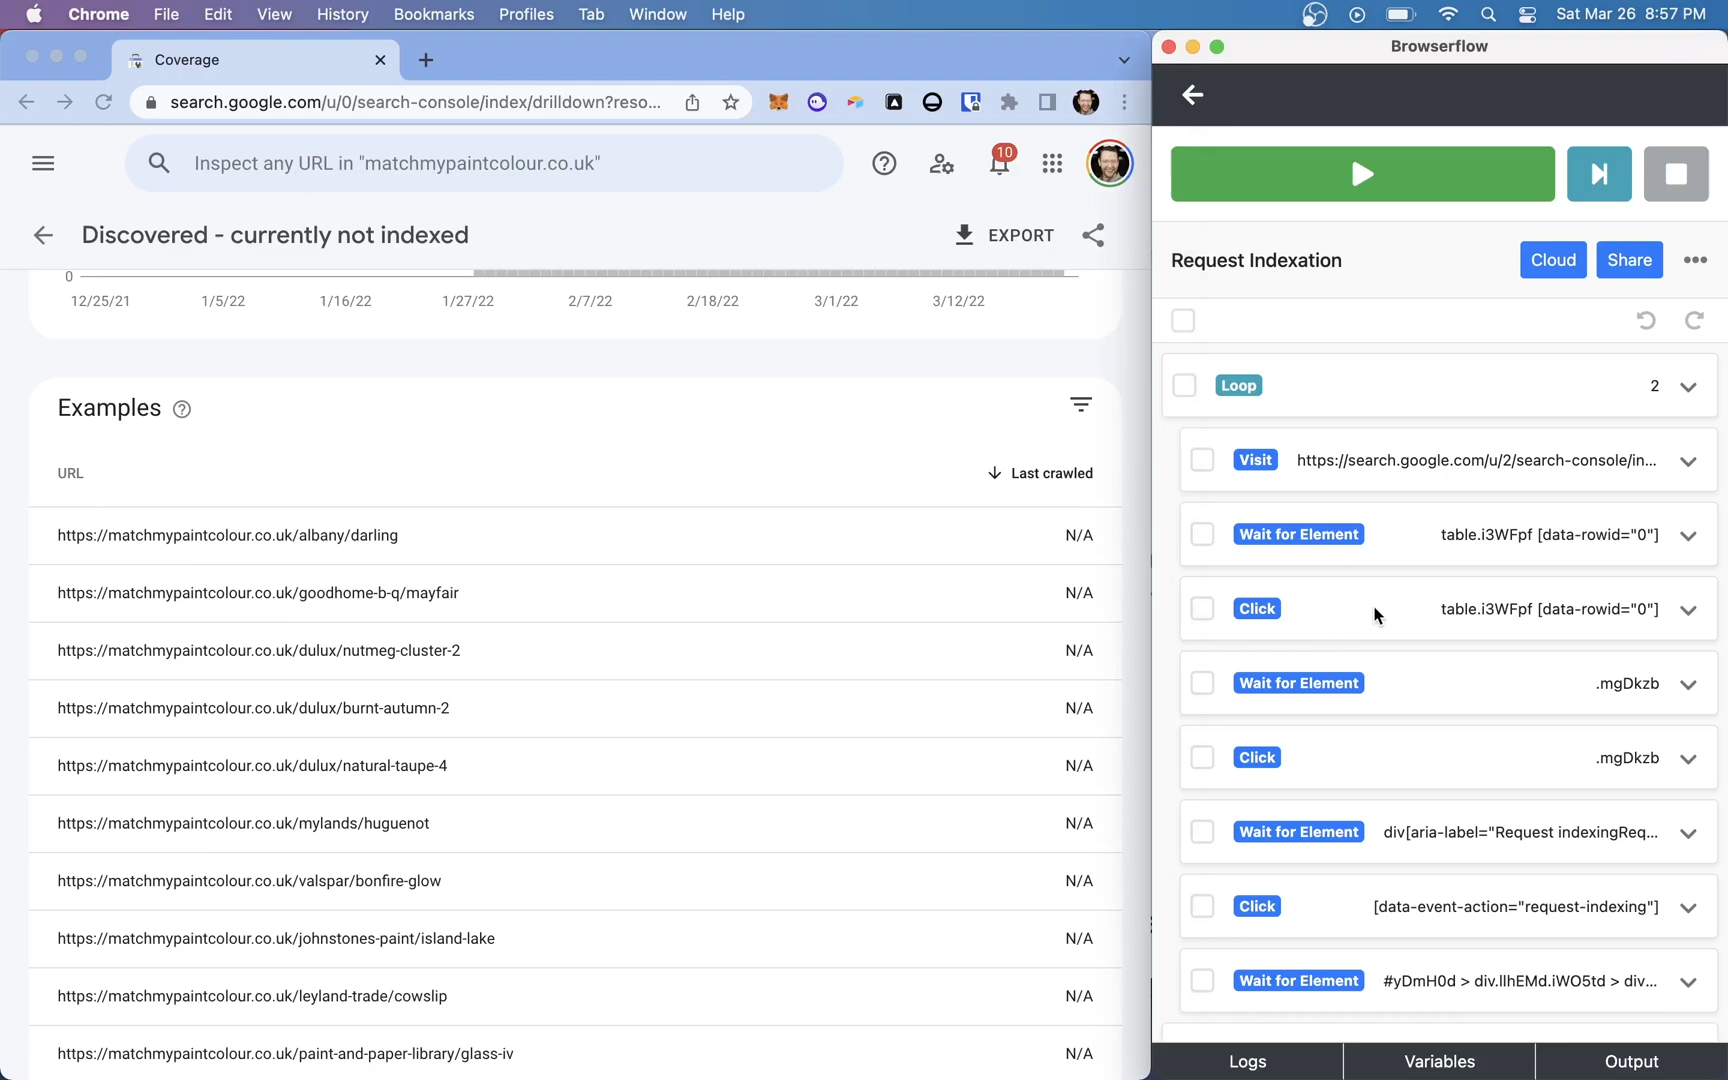 Chrome File Edit View History Bookmarks Profiles Tab Window Help Sat Mar 26 8:57 PM
Coverage
Browserflow
search.google.com/u/0/search-console/index/drilldown?reso...
Inspect any URL in "matchmypaintcolour.co.uk"
10
Discovered - currently not indexed
EXPORT
Request Indexation
Cloud
Share
0
12/25/21 1/5/22 1/16/22 1/27/22 2/7/22 2/18/22 3/1/22 3/12/22
Examples
URL
Last crawled
https://matchmypaintcolour.co.uk/albany/darling N/A
https://matchmypaintcolour.co.uk/goodhome-b-q/mayfair N/A
https://matchmypaintcolour.co.uk/dulux/nutmeg-cluster-2 N/A
https://matchmypaintcolour.co.uk/dulux/burnt-autumn-2 N/A
https://matchmypaintcolour.co.uk/dulux/natural-taupe-4 N/A
https://matchmypaintcolour.co.uk/mylands/huguenot N/A
https://matchmypaintcolour.co.uk/valspar/bonfire-glow N/A
https://matchmypaintcolour.co.uk/johnstones-paint/island-lake N/A
https://matchmypaintcolour.co.uk/leyland-trade/cowslip N/A
https://matchmypaintcolour.co.uk/paint-and-paper-library/glass-iv N/A
Loop 2
Visit https://search.google.com/u/2/search-console/in...
Wait for Element table.i3WFpf [data-rowid="0"]
Click table.i3WFpf [data-rowid="0"]
Wait for Element .mgDkzb
Click .mgDkzb
Wait for Element div[aria-label="Request indexingReq...
Click [data-event-action="request-indexing"]
Wait for Element #yDmH0d > div.llhEMd.iWO5td > div...
Logs Variables Output